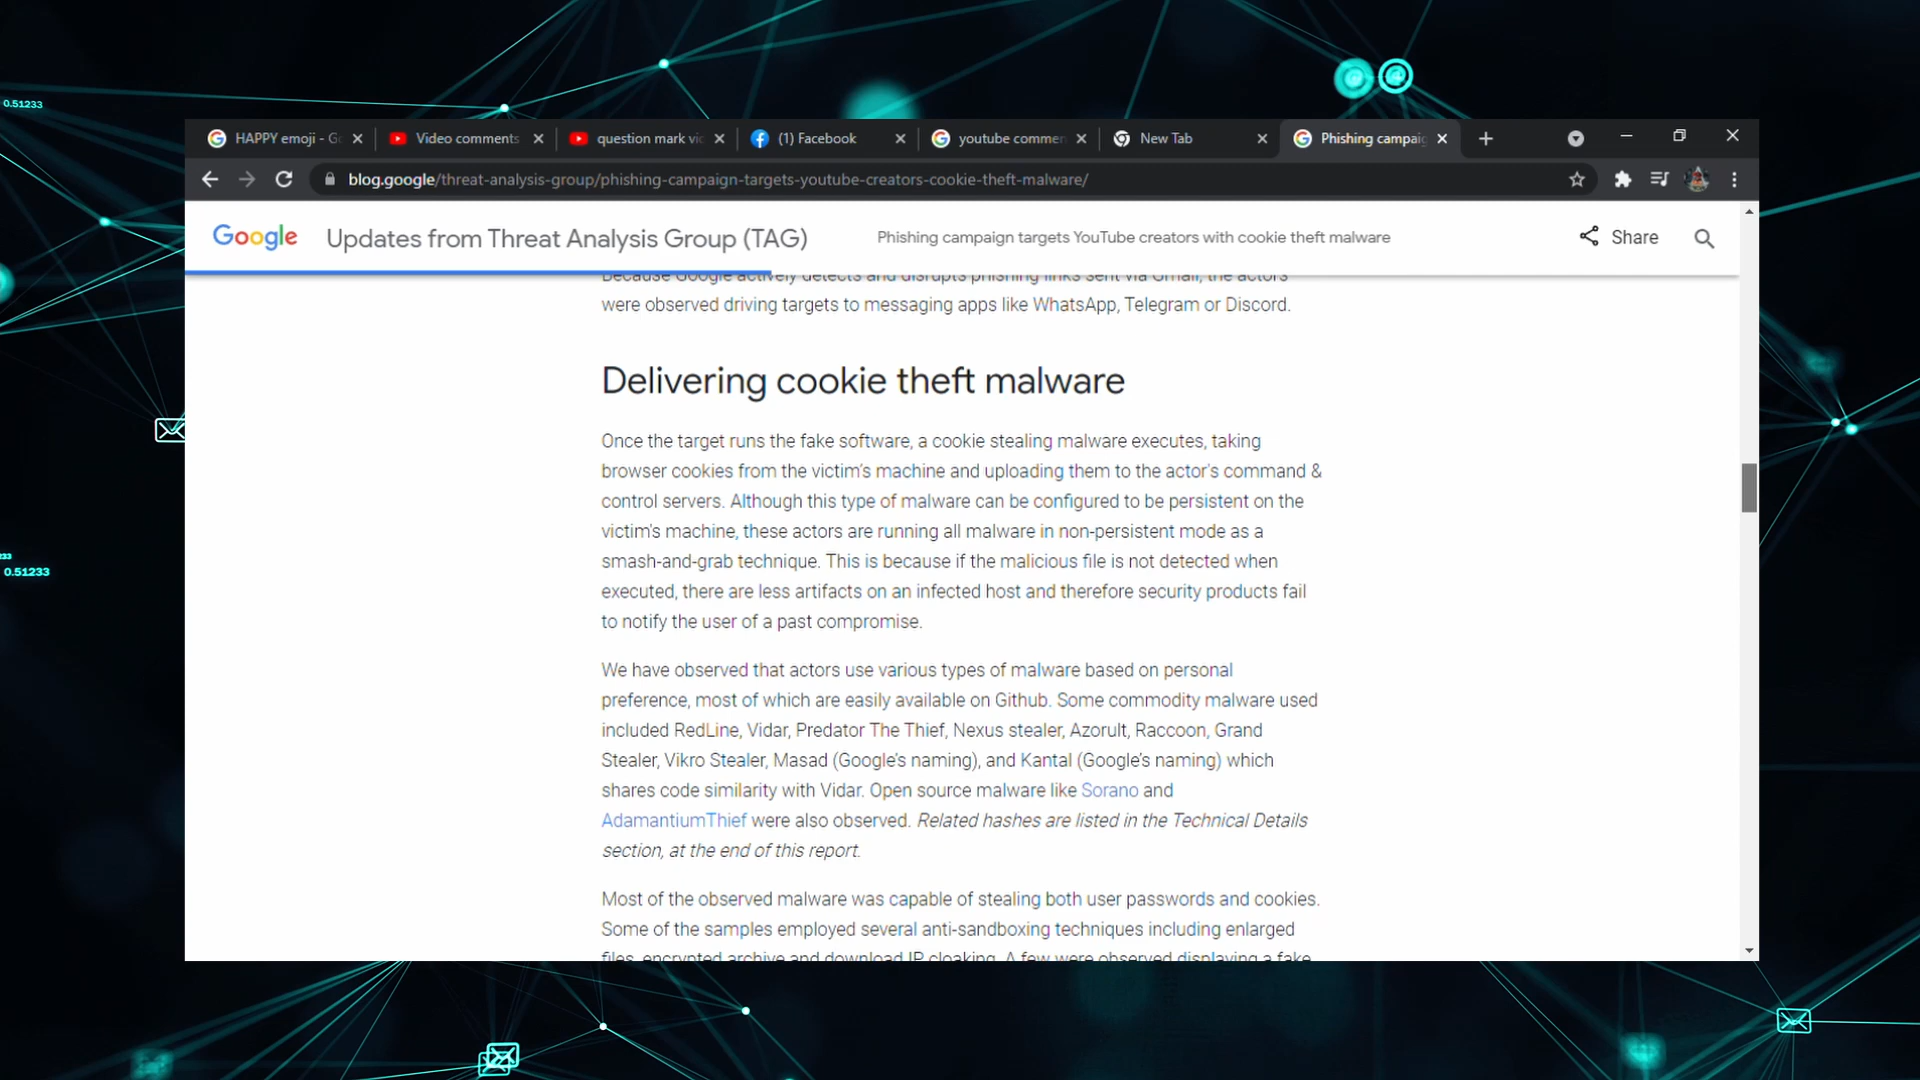 0.51233
HAPPY emoji - G
Video comments
question mark vi
(1) Facebook
youtube commen
New Tab
Phishing campai
blog.google/threat-analysis-group/phishing-campaign-targets-youtube-creators-cookie-theft-malware/
Google
Updates from Threat Analysis Group (TAG)
Phishing campaign targets YouTube creators with cookie theft malware
Share
Because Google actively detects and disrupts phishing links sent via Gmail, the actors
were observed driving targets to messaging apps like WhatsApp, Telegram or Discord.
Delivering cookie theft malware
Once the target runs the fake software, a cookie stealing malware executes, taking
browser cookies from the victim's machine and uploading them to the actor's command &
control servers. Although this type of malware can be configured to be persistent on the
victim's machine, these actors are running all malware in non-persistent mode as a
smash-and-grab technique. This is because if the malicious file is not detected when
executed, there are less artifacts on an infected host and therefore security products fail
to notify the user of a past compromise.
We have observed that actors use various types of malware based on personal
preference, most of which are easily available on Github. Some commodity malware used
included RedLine, Vidar, Predator The Thief, Nexus stealer, Azorult, Raccoon, Grand
Stealer, Vikro Stealer, Masad (Google's naming), and Kantal (Google's naming) which
shares code similarity with Vidar. Open source malware like Sorano and
AdamantiumThief were also observed. Related hashes are listed in the Technical Details
section, at the end of this report.
Most of the observed malware was capable of stealing both user passwords and cookies.
Some of the samples employed several anti-sandboxing techniques including enlarged
files, encrypted archive and download IP cloaking. A few were observed displaying a fake
33
0.51233